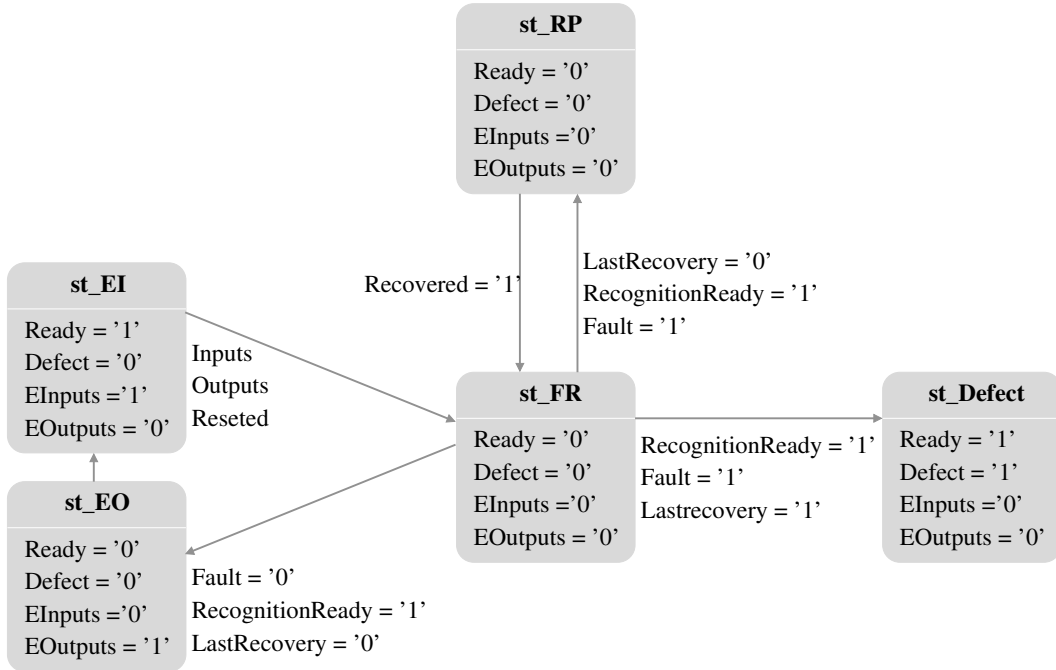 st_RP
Ready = ’0’
Defect = ’0’
EInputs =’0’
EOutputs = ’0’
Recovered = ’1’
LastRecovery = ’0’
RecognitionReady = ’1’
Fault = ’1’
st_EI
Ready = ’1’
Defect = ’0’
EInputs =’1’
EOutputs = ’0’
Inputs
Outputs
Reseted
st_FR
Ready = ’0’
Defect = ’0’
EInputs =’0’
EOutputs = ’0’
RecognitionReady = ’1’
Fault = ’1’
Lastrecovery = ’1’
st_Defect
Ready = ’1’
Defect = ’1’
EInputs =’0’
EOutputs = ’0’
st_EO
Ready = ’0’
Defect = ’0’
EInputs =’0’
EOutputs = ’1’
Fault = ’0’
RecognitionReady = ’1’
LastRecovery = ’0’